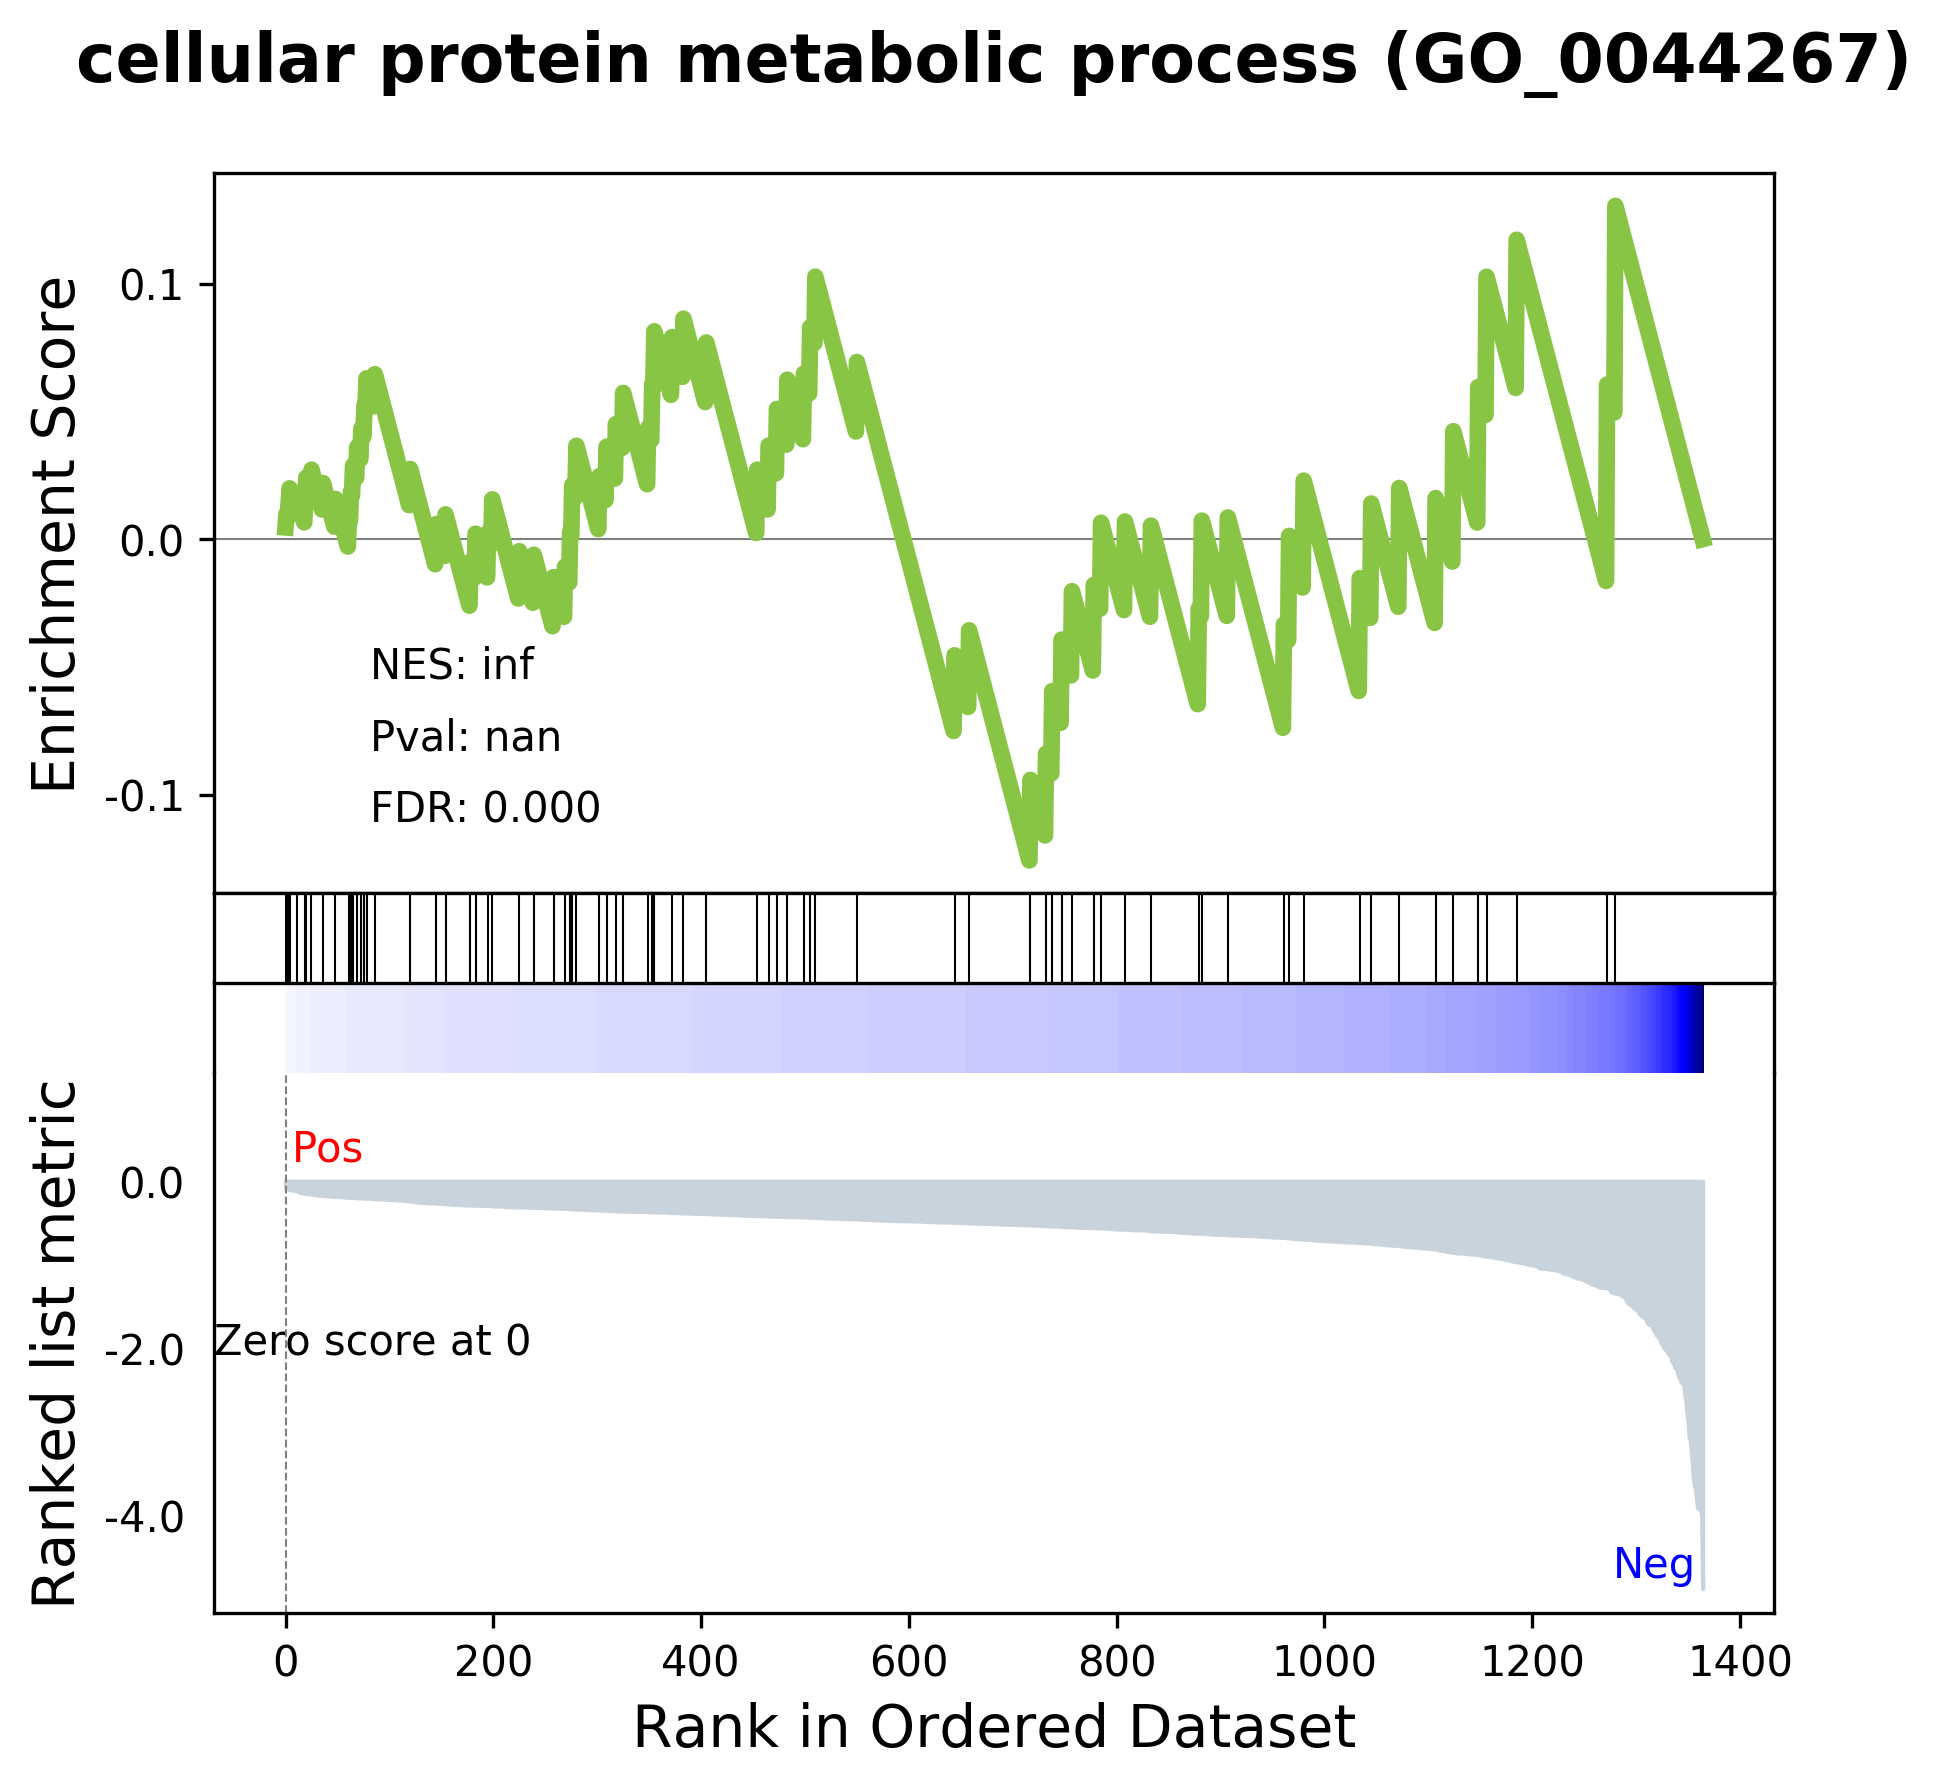 cellular protein metabolic process (GO_0044267)
Enrichment Score
0.1
0.0
-0.1
NES: inf
Pval: nan
FDR: 0.000
Ranked list metric
Pos
0.0
-2.0
Zero score at 0
-4.0
Neg
0 200 400 600 800 1000 1200 1400
Rank in Ordered Dataset